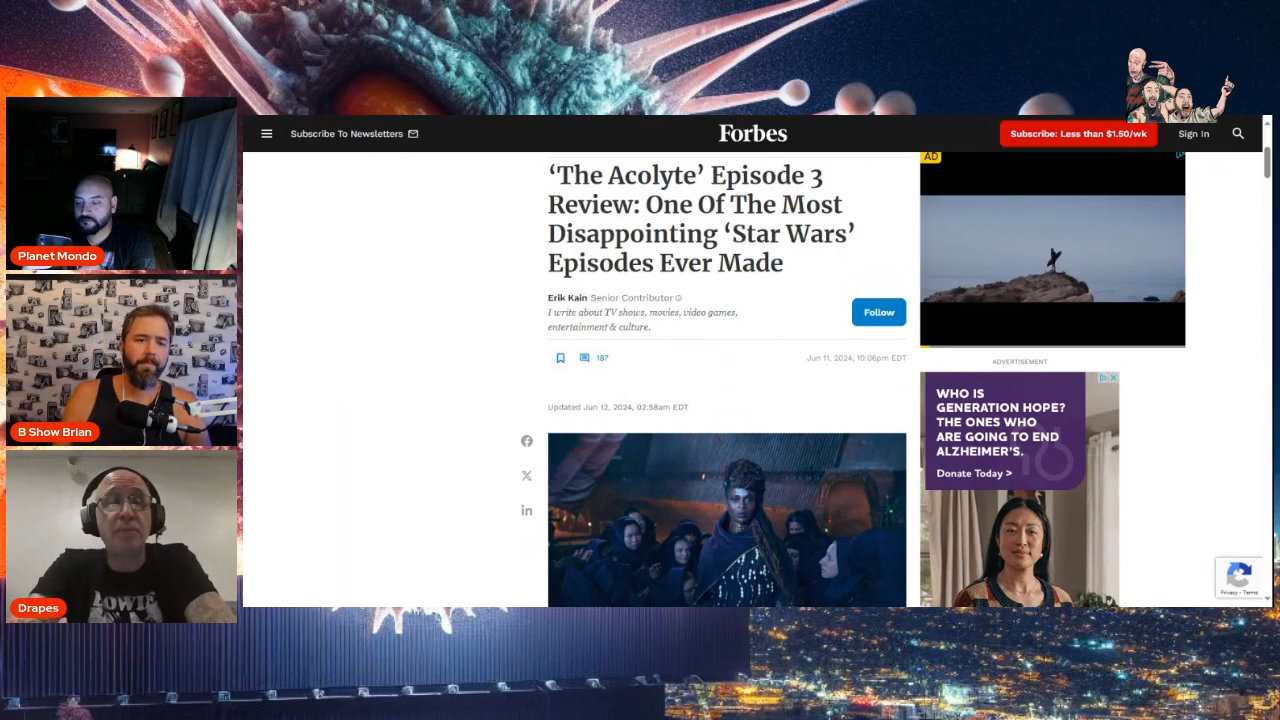 Subscribe To Newsletters
Forbes
Subscribe: Less than $1.50/wk
Sign In
‘The Acolyte’ Episode 3
Review: One Of The Most
Disappointing ‘Star Wars’
Episodes Ever Made
Erik Kain Senior Contributor
I write about TV shows, movies, video games,
entertainment & culture.
Follow
187
Jun 11, 2024, 10:06pm EDT
Updated Jun 12, 2024, 02:58am EDT
AD
ADVERTISEMENT
WHO IS
GENERATION HOPE?
THE ONES WHO
ARE GOING TO END
ALZHEIMER’S.
Donate Today >
Privacy - Terms
Planet Mondo
B Show Brian
Drapes